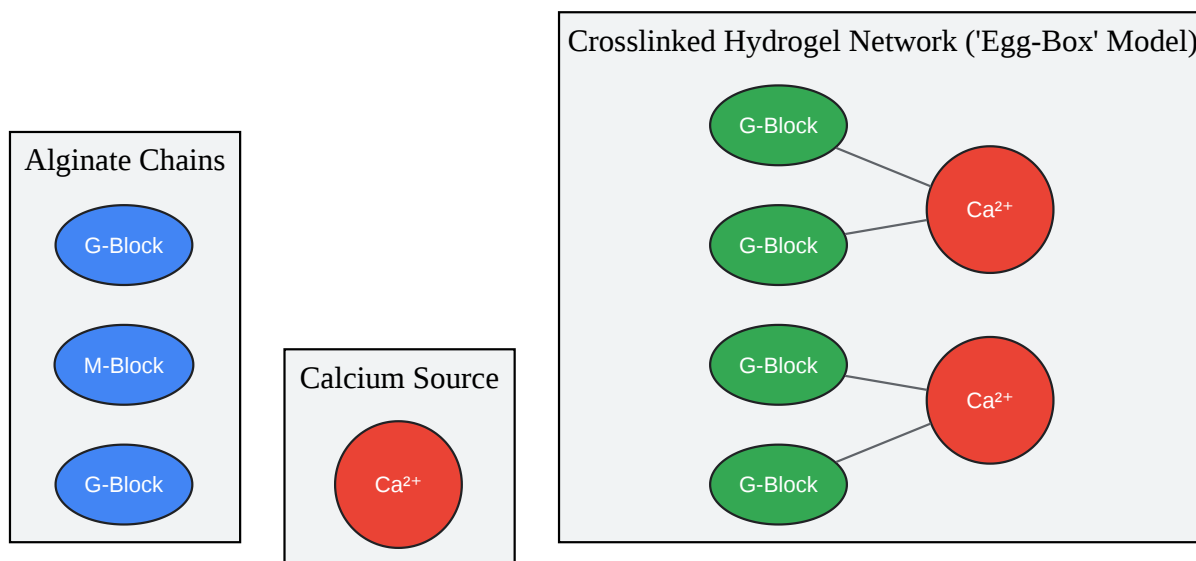 Alginate Chains
G-Block
M-Block
G-Block
Calcium Source
Ca²⁺
Crosslinked Hydrogel Network ('Egg-Box' Model)
G-Block
G-Block
Ca²⁺
G-Block
G-Block
Ca²⁺